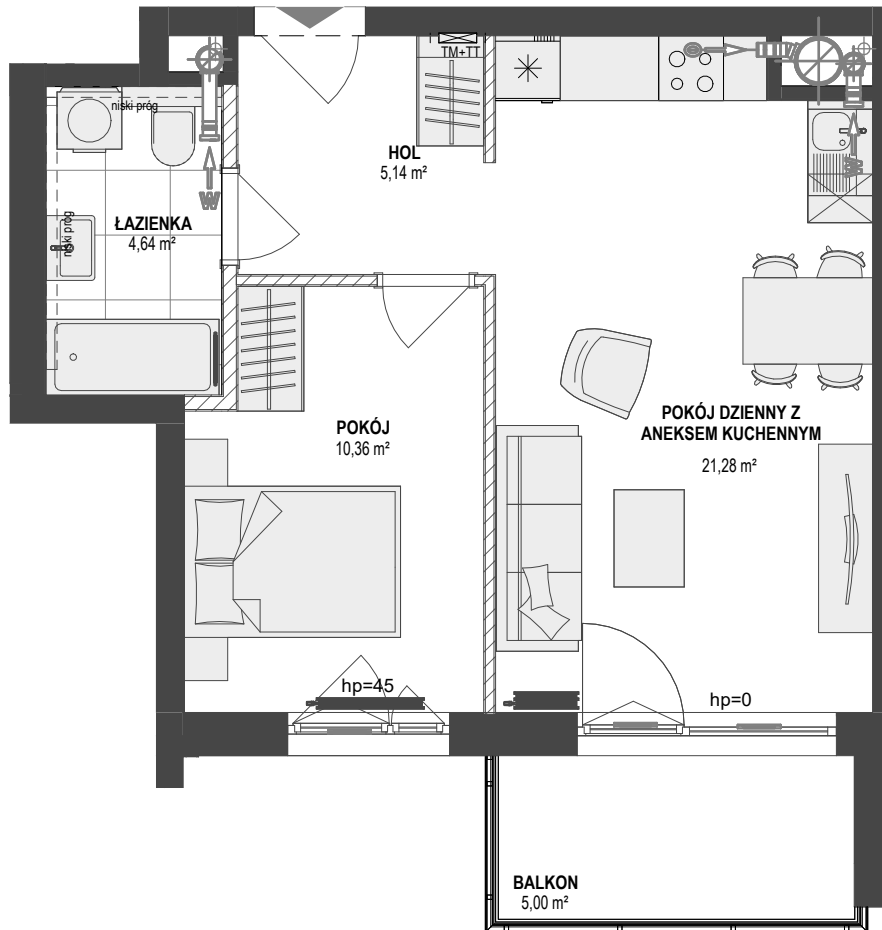 TM+TT
niski próg
HOL
5,14 m²
W
W
ŁAZIENKA
4,64 m²
niski próg
POKÓJ
10,36 m²
POKÓJ DZIENNY Z
ANEKSEM KUCHENNYM
21,28 m²
hp=45
hp=0
BALKON
5,00 m²